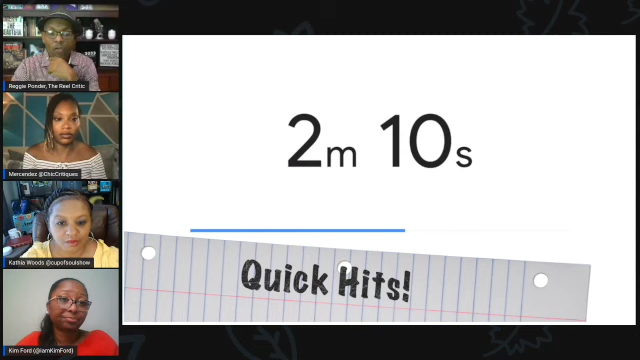 Reggie Ponder, The Reel Critic
Mercendez @ChicCritiques
Kathia Woods @cupofsoulshow
Kim Ford (@iamKimFord)
2m 10s
Quick Hits!